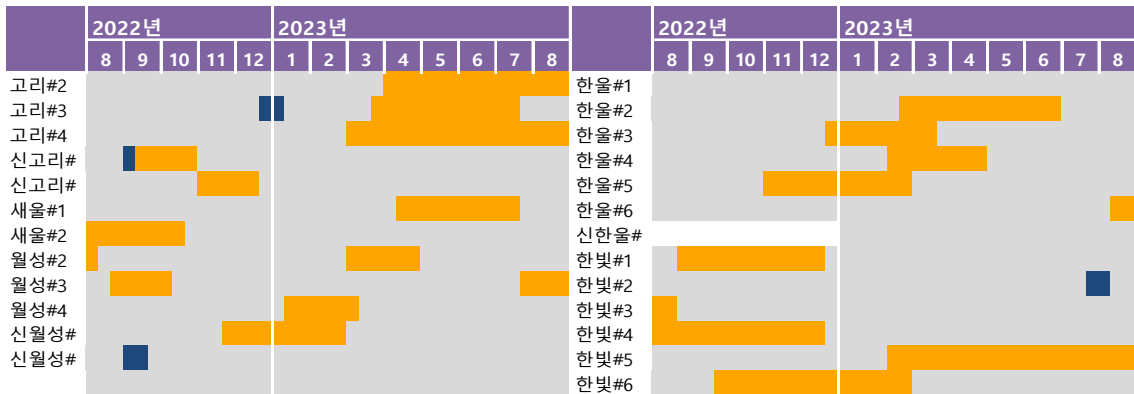 2022년 2023년 2022년 2023년
8 9 10 11 12 1 2 3 4 5 6 7 8 8 9 10 11 12 1 2 3 4 5 6 7 8
고리#2 한울#1
고리#3 한울#2
고리#4 한울#3
신고리# 한울#4
신고리# 한울#5
새울#1 한울#6
새울#2 신한울#
월성#2 한빛#1
월성#3 한빛#2
월성#4 한빛#3
신월성# 한빛#4
신월성# 한빛#5
한빛#6